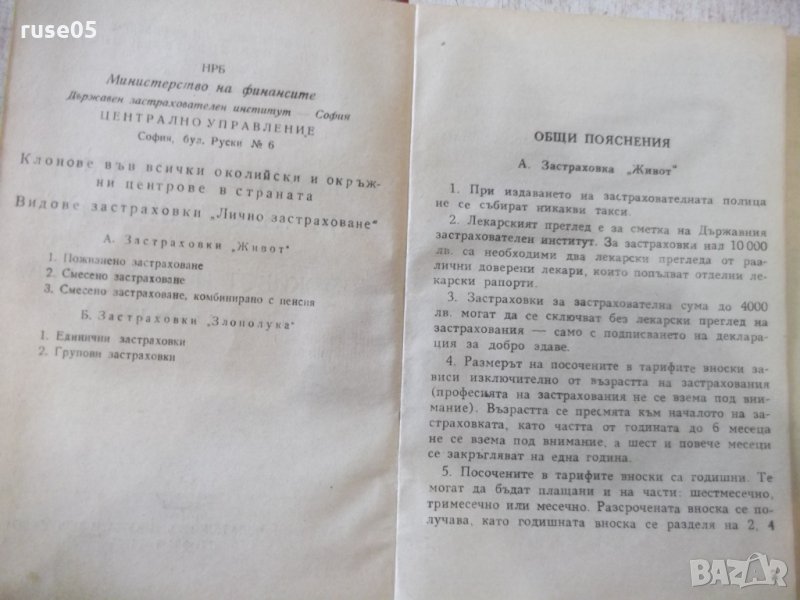 ruse05
НРБ
Министерство на финансите
Държавен застрахователен институт — София
ЦЕНТРАЛНО УПРАВЛЕНИЕ
София, бул. Руски № 6
Клонове във всички околийски и окръж-
ни центрове в страната
Видове застраховки „Лично застраховане“
А. Застраховки „Живот“
1. Пожизнено застраховане
2. Смесено застраховане
3. Смесено застраховане, комбинирано с пенсия
Б. Застраховки „Злополука“
1. Единични застраховки
2. Групови застраховки
ОБЩИ ПОЯСНЕНИЯ
А. Застраховка „Живот“
1. При издаването на застрахователната полица
не се събират никакви такси.
2. Лекарският преглед е за сметка на Държавния
застрахователен институт. За застраховки над 10 000
лв. са необходими два лекарски прегледа от раз-
лични доверени лекари, които попълват отделни ле-
карски рапорти.
3. Застраховки за застрахователна сума до 4000
лв. могат да се сключват без лекарски преглед на
застрахования — само с подписването на деклара-
ция за добро здаве.
4. Размерът на посочените в тарифите вноски за-
виси изключително от възрастта на застрахования
(професията на застрахования не се взема под вни-
мание). Възрастта се пресмята към началото на за-
страховката, като частта от годината до 6 месеца
не се взема под внимание, а шест и повече месеци
се закръгляват на една година.
5. Посочените в тарифите вноски са годишни. Те
могат да бъдат плащани и на части: шестмесечно,
тримесечно или месечно. Разсрочената вноска се по-
лучава, като годишната вноска се разделя на 2, 4
BAZAR